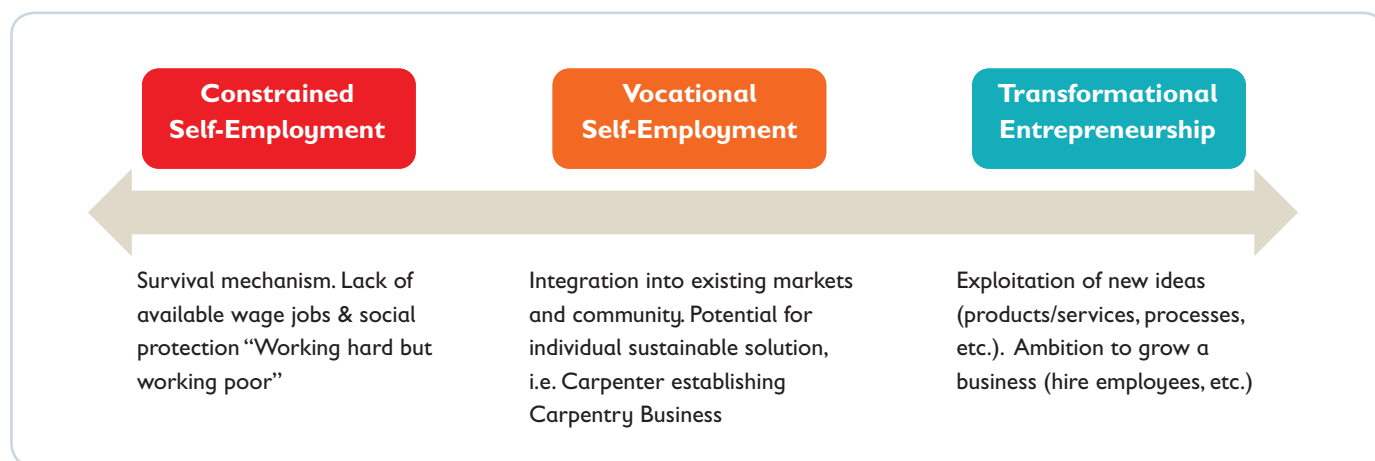 Constrained
Self-Employment
Vocational
Self-Employment
Transformational
Entrepreneurship
Survival mechanism. Lack of
available wage jobs & social
protection “Working hard but
working poor”
Integration into existing markets
and community. Potential for
individual sustainable solution,
i.e. Carpenter establishing
Carpentry Business
Exploitation of new ideas
(products/services, processes,
etc.). Ambition to grow a
business (hire employees, etc.)